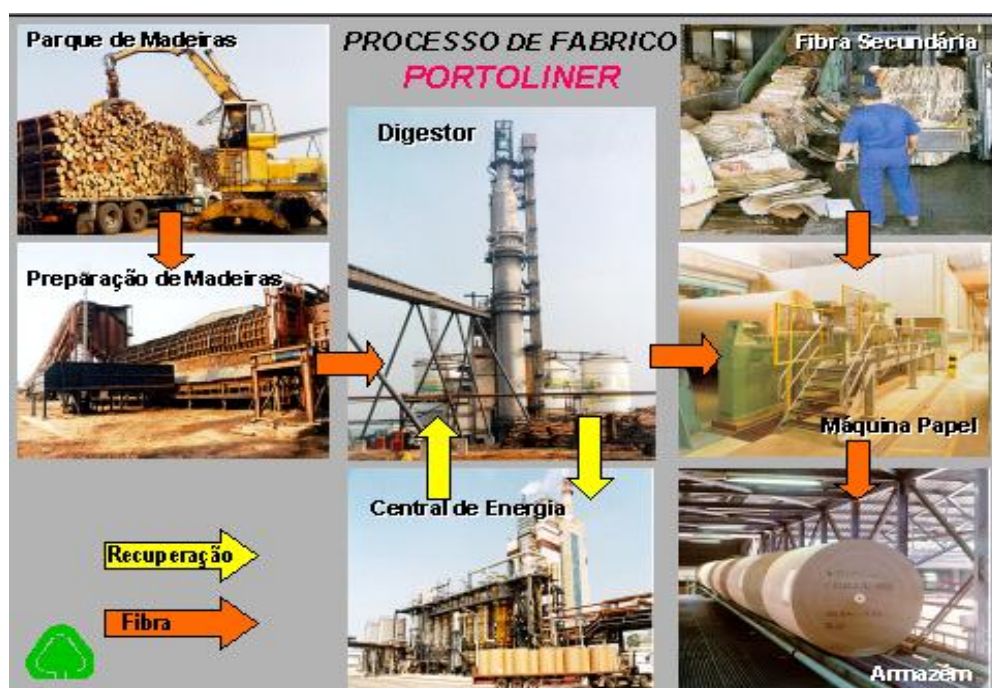 Parque de Madeiras
PROCESSO DE FABRICO
PORTOLINER
Fibra Secundária
Digestor
Preparação de Madeiras
Máquina Papel
Central de Energia
Recuperação
Fibra
Armazém